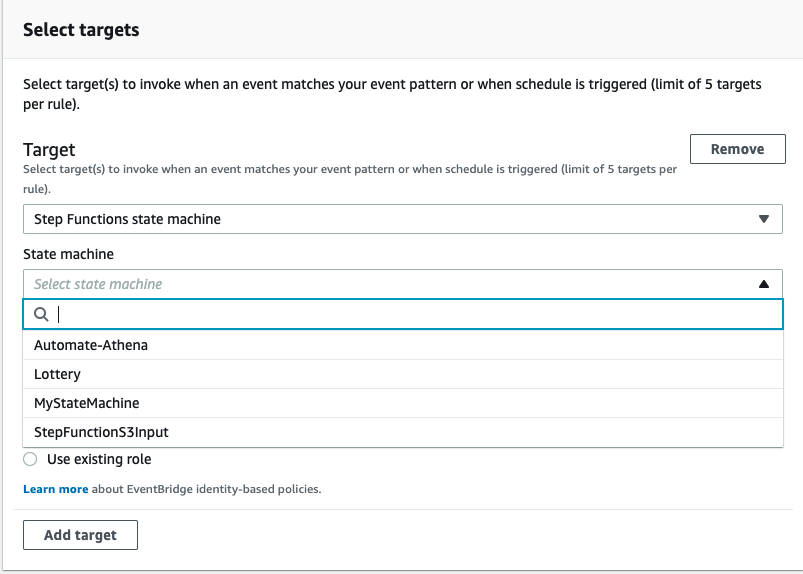 Select targets
Select target(s) to invoke when an event matches your event pattern or when schedule is triggered (limit of 5 targets
per rule).
Target
Remove
Select target(s) to invoke when an event matches your event pattern or when schedule is triggered (limit of 5 targets per
rule).
Step Functions state machine
State machine
Select state machine
Automate-Athena
Lottery
MyStateMachine
StepFunctionS3Input
Use existing role
Learn more about EventBridge identity-based policies.
Add target